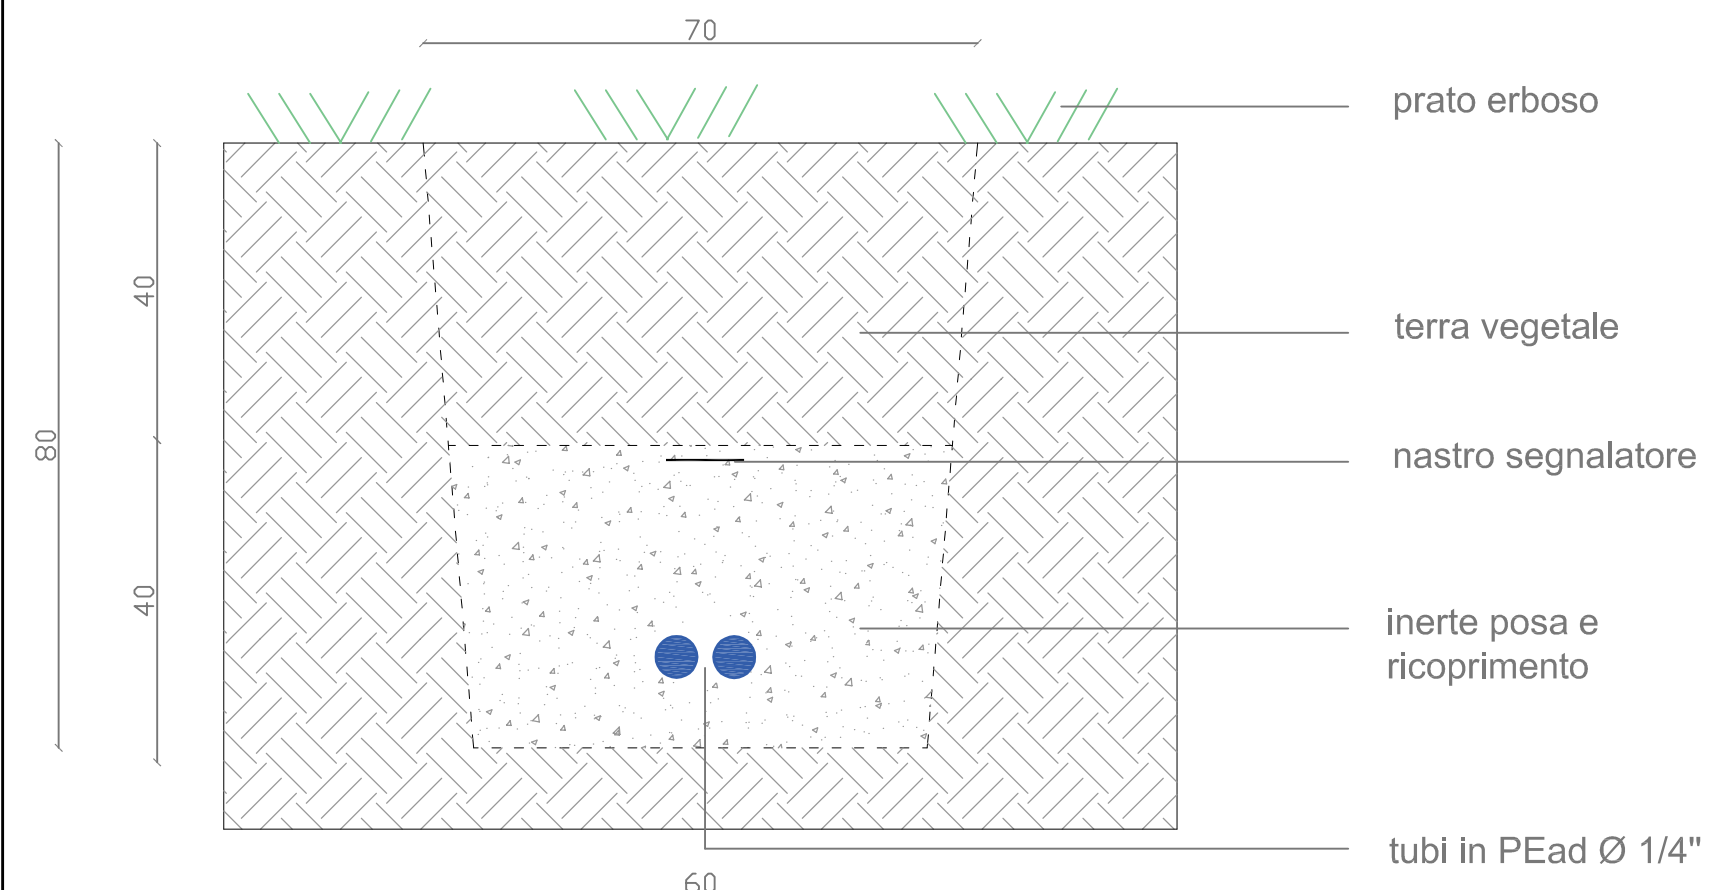 70
prato erboso
40
terra vegetale
80
nastro segnalatore
40
inerte posa e
ricoprimento
tubi in PEad Ø 1/4"
60